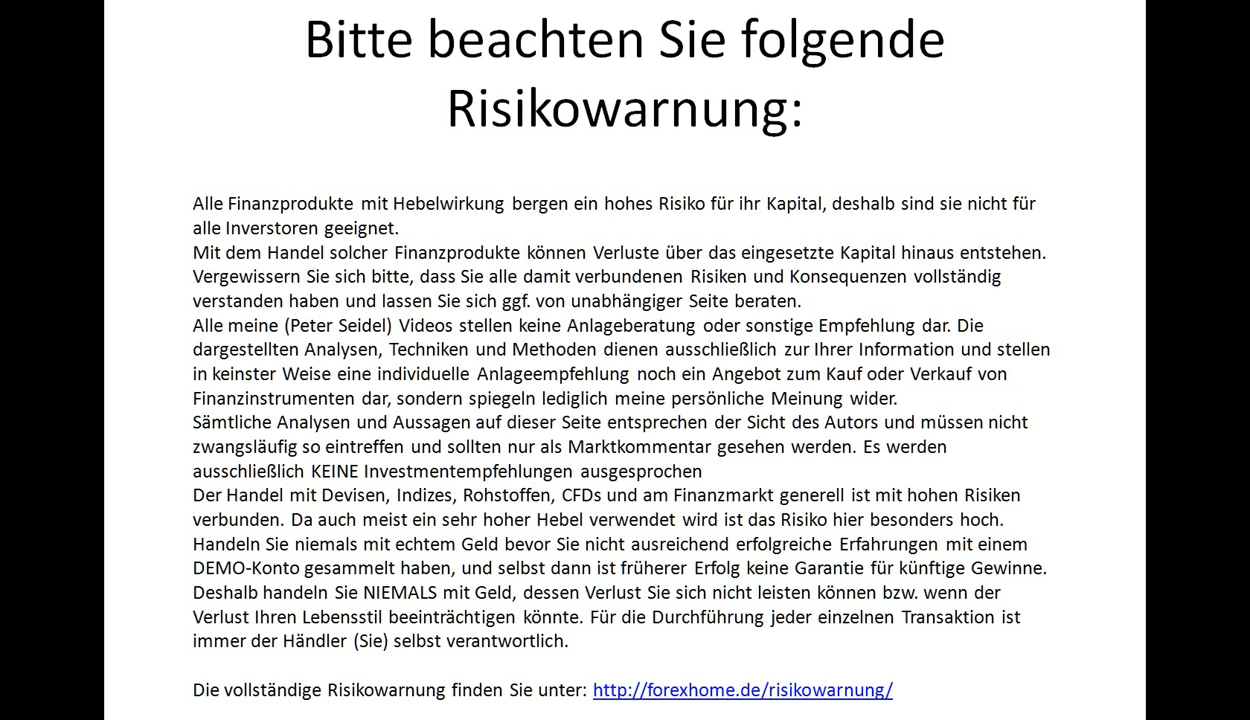 Bitte beachten Sie folgende
Risikowarnung:
Alle Finanzprodukte mit Hebelwirkung bergen ein hohes Risiko für ihr Kapital, deshalb sind sie nicht für
alle Inverstoren geeignet.
Mit dem Handel solcher Finanzprodukte können Verluste über das eingesetzte Kapital hinaus entstehen.
Vergewissern Sie sich bitte, dass Sie alle damit verbundenen Risiken und Konsequenzen vollständig
verstanden haben und lassen Sie sich ggf. von unabhängiger Seite beraten.
Alle meine (Peter Seidel) Videos stellen keine Anlageberatung oder sonstige Empfehlung dar. Die
dargestellten Analysen, Techniken und Methoden dienen ausschließlich zur Ihrer Information und stellen
in keinster Weise eine individuelle Anlageempfehlung noch ein Angebot zum Kauf oder Verkauf von
Finanzinstrumenten dar, sondern spiegeln lediglich meine persönliche Meinung wider.
Sämtliche Analysen und Aussagen auf dieser Seite entsprechen der Sicht des Autors und müssen nicht
zwangsläufig so eintreffen und sollten nur als Marktkommentar gesehen werden. Es werden
ausschließlich KEINE Investmentempfehlungen ausgesprochen
Der Handel mit Devisen, Indizes, Rohstoffen, CFDs und am Finanzmarkt generell ist mit hohen Risiken
verbunden. Da auch meist ein sehr hoher Hebel verwendet wird ist das Risiko hier besonders hoch.
Handeln Sie niemals mit echtem Geld bevor Sie nicht ausreichend erfolgreiche Erfahrungen mit einem
DEMO-Konto gesammelt haben, und selbst dann ist früherer Erfolg keine Garantie für künftige Gewinne.
Deshalb handeln Sie NIEMALS mit Geld, dessen Verlust Sie sich nicht leisten können bzw. wenn der
Verlust Ihren Lebensstil beeinträchtigen könnte. Für die Durchführung jeder einzelnen Transaktion ist
immer der Händler (Sie) selbst verantwortlich.
Die vollständige Risikowarnung finden Sie unter: http://forexhome.de/risikowarnung/